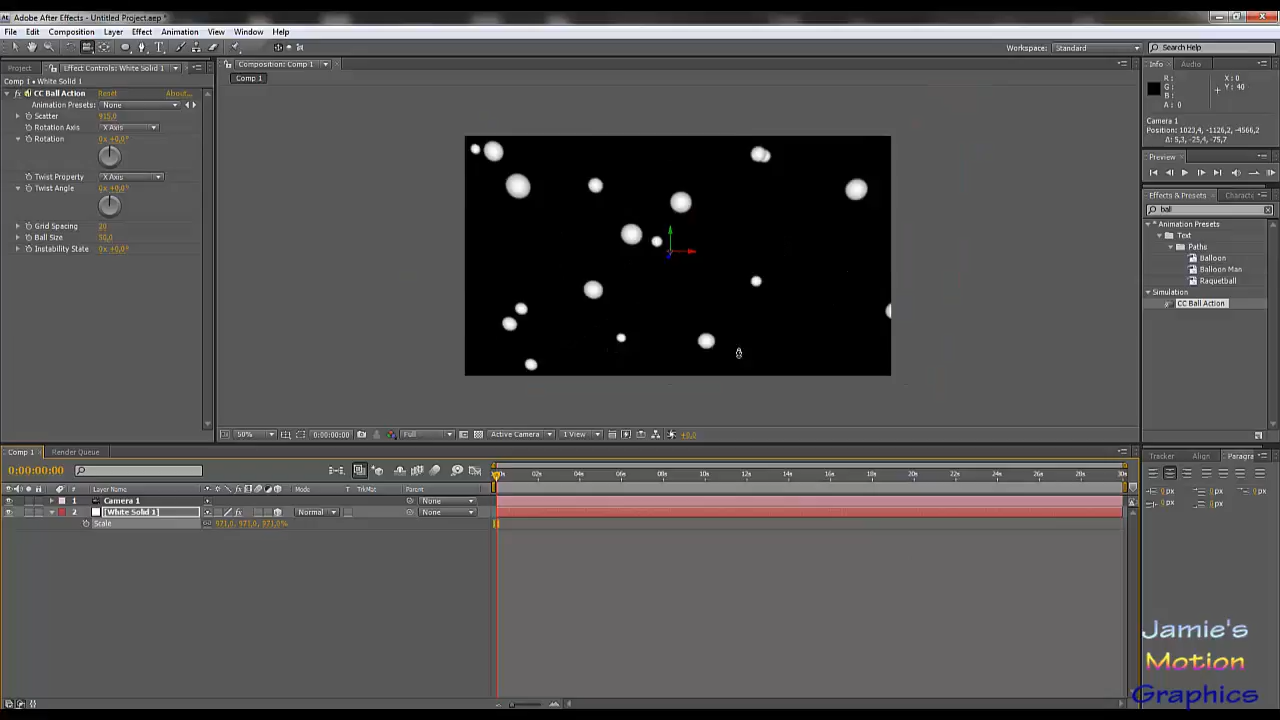 Adobe After Effects - Untitled Project.aep *
File Edit Composition Layer Effect Animation View Window Help
Workspace: Standard
Search Help
Project Effect Controls: White Solid 1
Composition: Comp 1
Info Audio
Comp 1 • White Solid 1
Comp 1
CC Ball Action Reset About...
Animation Presets: None
Scatter 915,0
Rotation Axis X Axis
Rotation 0x +0,0°
Twist Property X Axis
Twist Angle 0x +0,0°
Grid Spacing 20
Ball Size 50,0
Instability State 0x +0,0°
R:
G:
B:
A: 0
X: 0
Y: 40
Camera 1
Position: 1023,4, -1126,2, -4566,2
Δ: 5,3, -25,4, -75,7
Preview
Effects & Presets Characte
ball
* Animation Presets
Text
Paths
Balloon
Balloon Man
Raquetball
Simulation
CC Ball Action
50% 0:00:00:00 Full Active Camera 1 View +0,0
Comp 1 Render Queue
Tracker Align Paragra
0:00:00:00
00s 02s 04s 06s 08s 10s 12s 14s 16s 18s 20s 22s 24s 26s 28s 30s
# Layer Name Mode T TrkMat Parent
1 Camera 1 None
2 [White Solid 1] Normal None
Scale 971,0, 971,0, 971,0%
0 px 0 px 0 px
0 px 0 px
Jamie's
Motion
Graphics